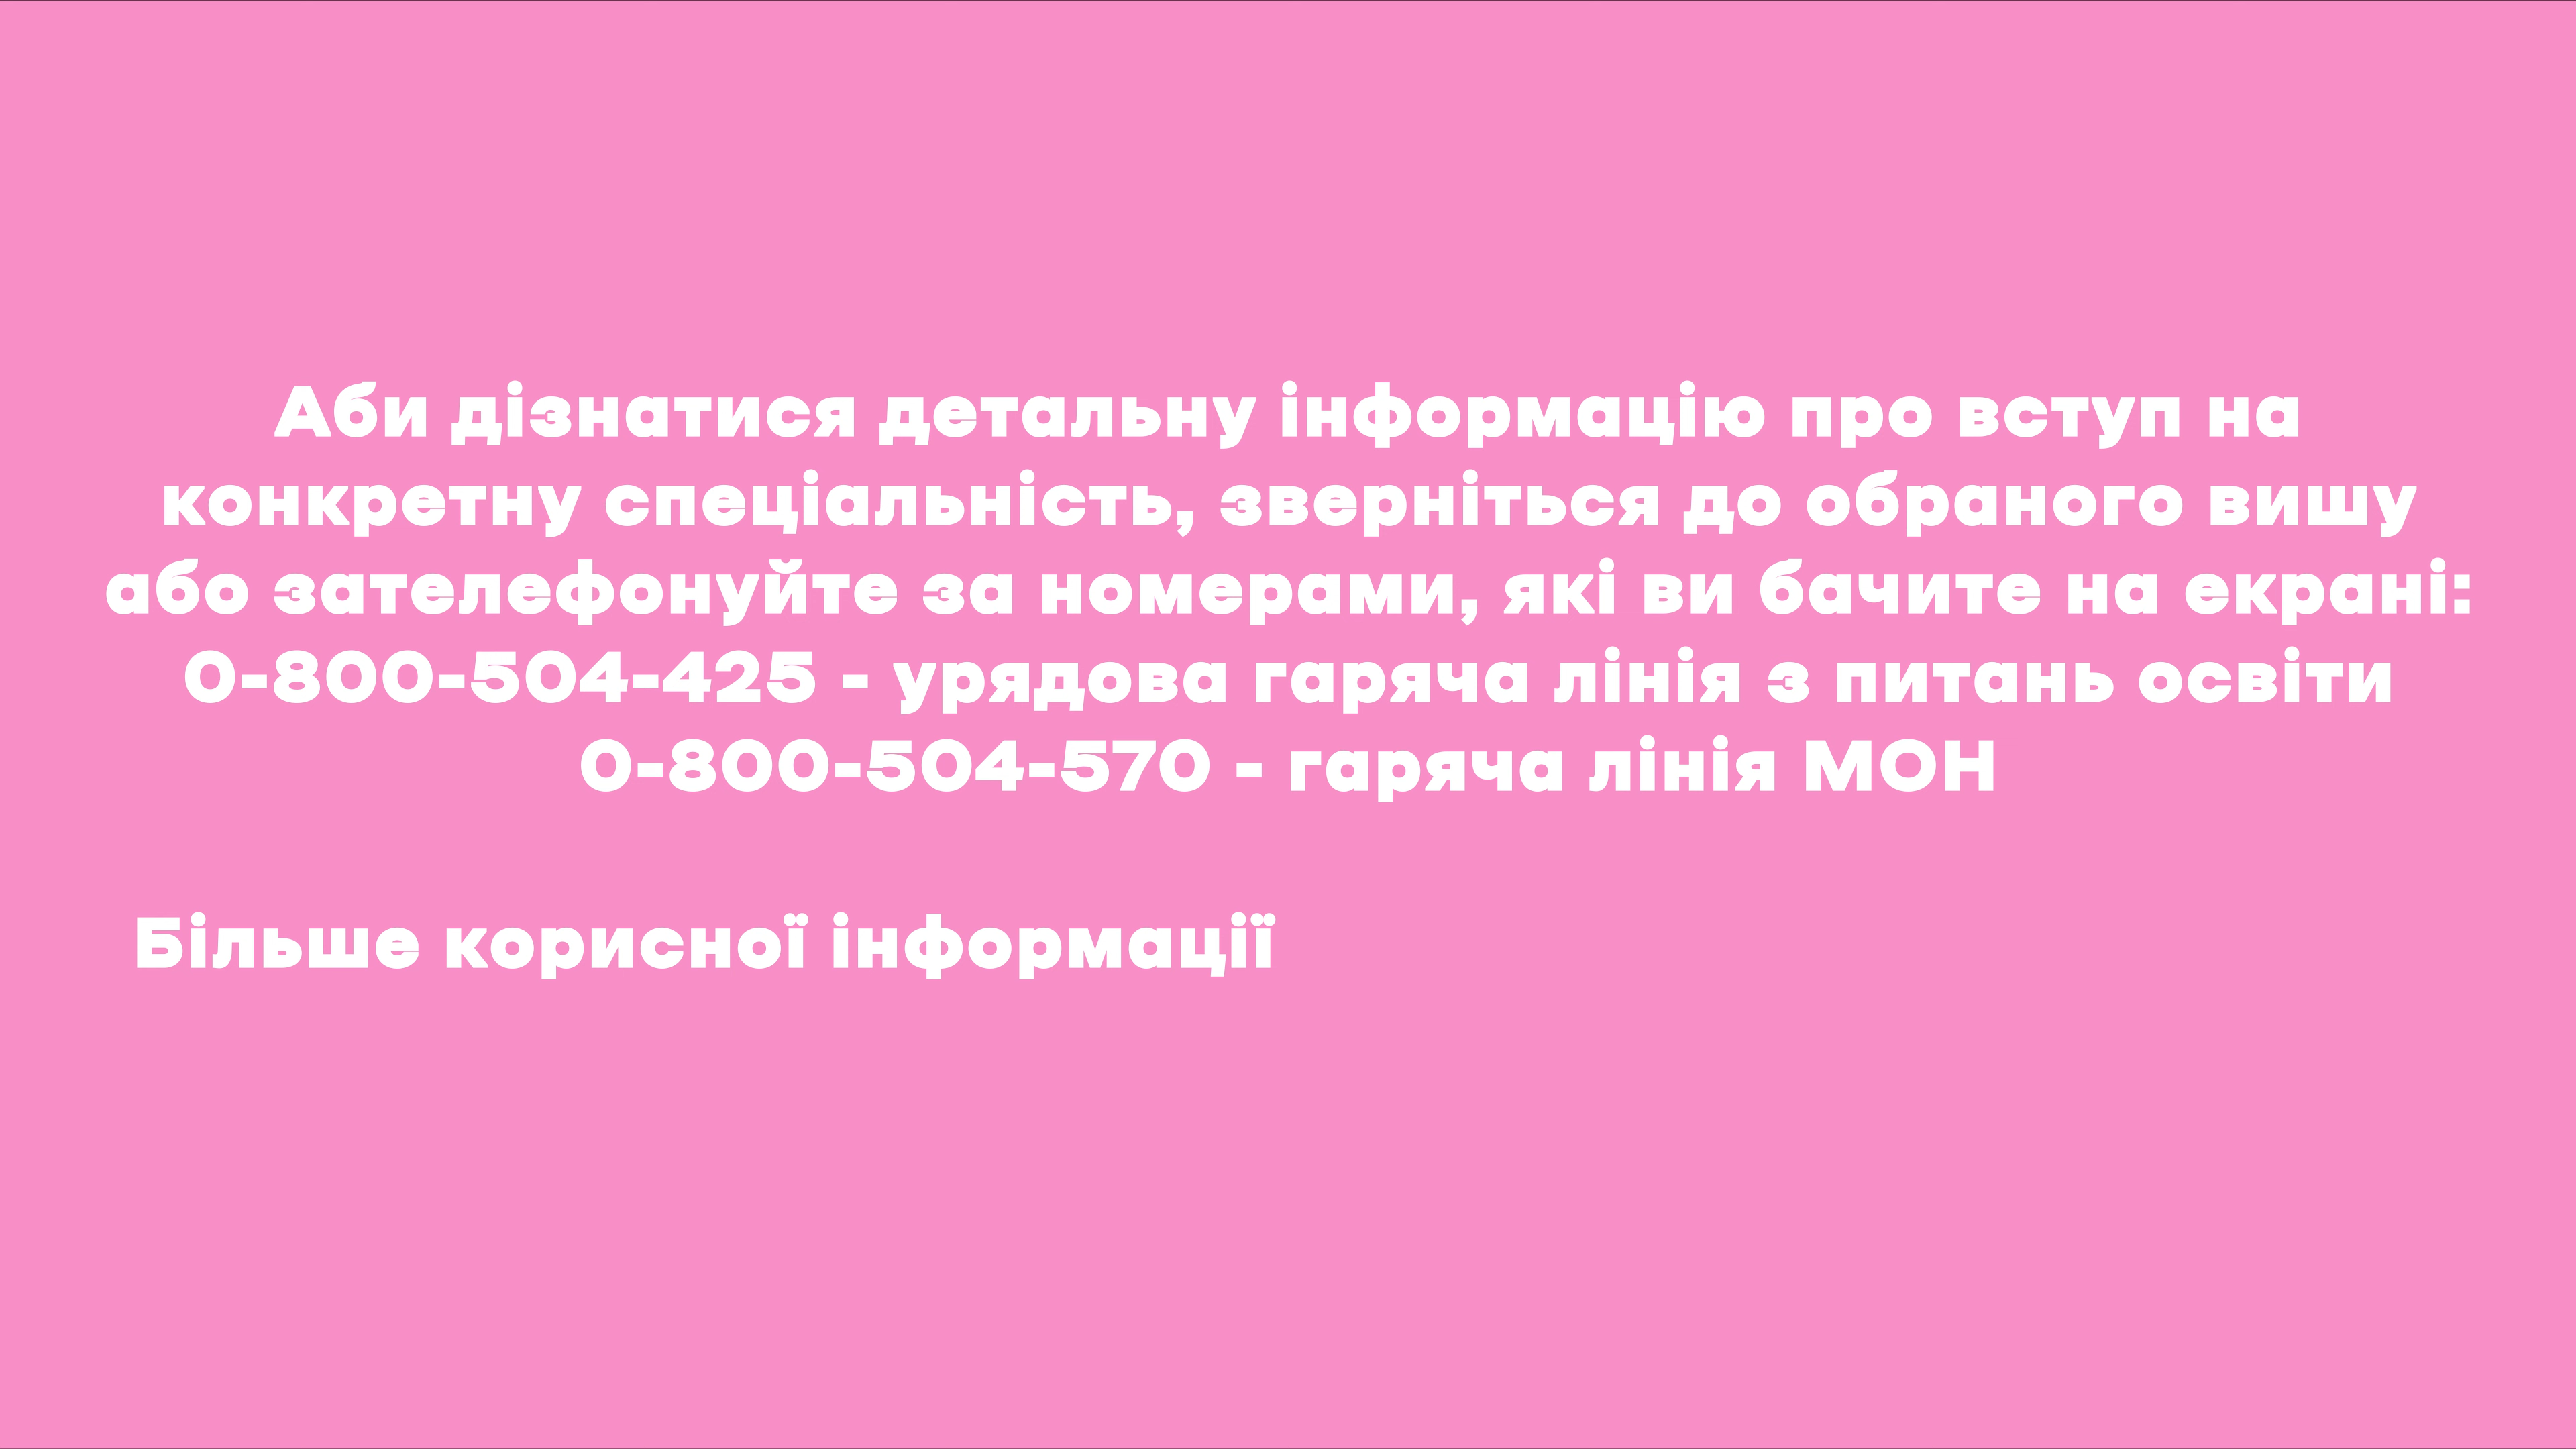 Аби дізнатися детальну інформацію про вступ на
конкретну спеціальність, зверніться до обраного вишу
або зателефонуйте за номерами, які ви бачите на екрані:
0-800-504-425 - урядова гаряча лінія з питань освіти
0-800-504-570 - гаряча лінія МОН
Більше корисної інформації